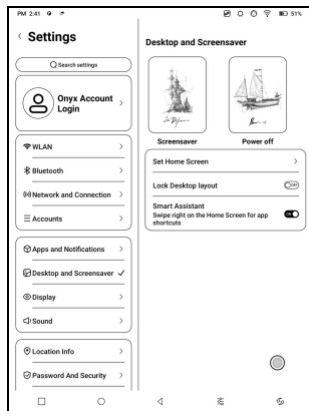 PM 2:41
51%
Settings
Search settings
Onyx Account
Login
WLAN
Bluetooth
Network and Connection
Accounts
Apps and Notifications
Desktop and Screensaver
Display
Sound
Location Info
Password And Security
Desktop and Screensaver
Screensaver
Power off
Set Home Screen
Lock Desktop layout
OFF
Smart Assistant
Swipe right on the Home Screen for app
shortcuts
ON